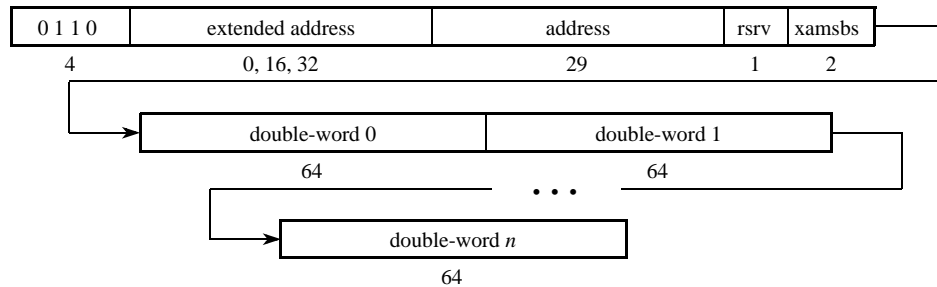 0 1 1 0 extended address address rsrv xamsbs
4 0, 16, 32 29 1 2
double-word 0 double-word 1
64 64
• • •
double-word n
64